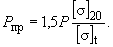 Pпр = 1,5P [σ]20 / [σ]t .